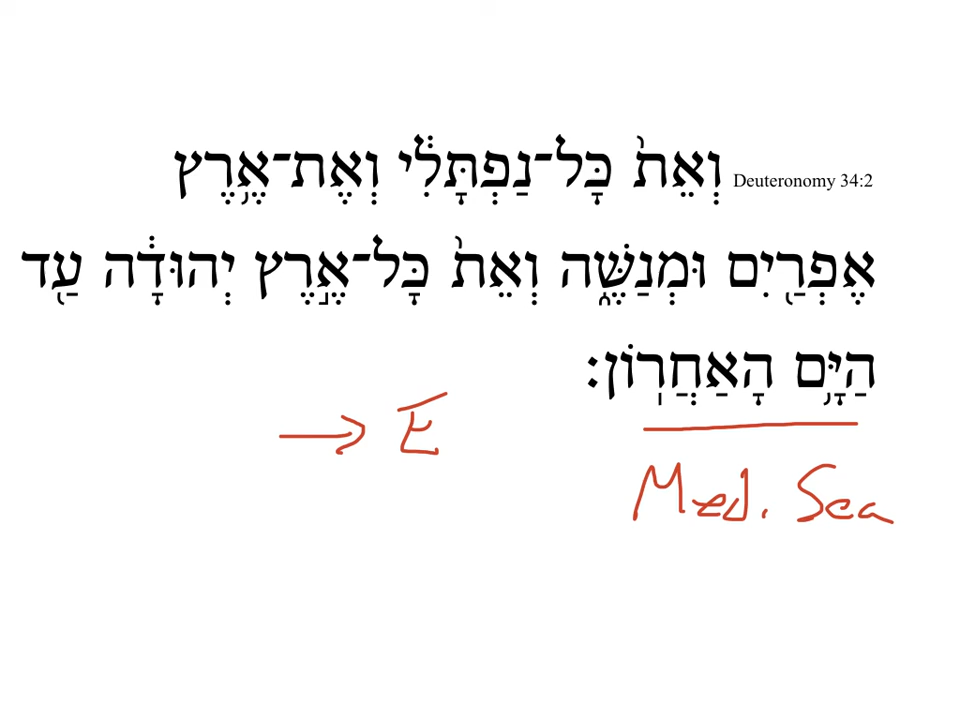 Deuteronomy 34:2 וְאֵת֙ כׇּל־נַפְתָּלִ֔י וְאֶת־אֶ֥רֶץ
אֶפְרַ֖יִם וּמְנַשֶּׁ֑ה וְאֵת֙ כׇּל־אֶ֣רֶץ יְהוּדָ֔ה עַ֖ד
הַיָּ֥ם הָאַחֲרֽוֹן׃
→ E
Med. Sea